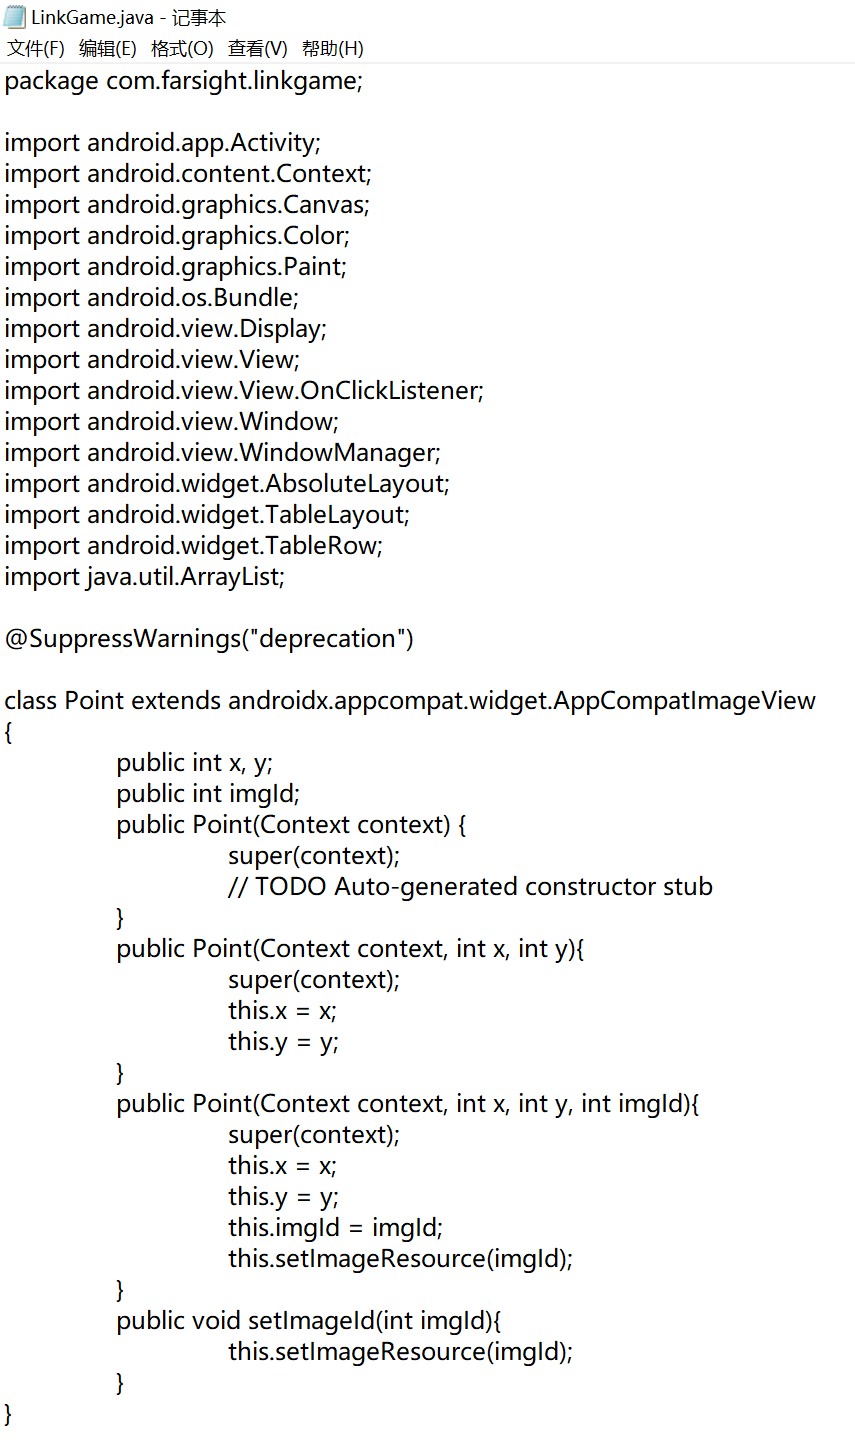 LinkGame.java - 记事本
文件(F) 编辑(E) 格式(O) 查看(V) 帮助(H)
package com.farsight.linkgame;
import android.app.Activity;
import android.content.Context;
import android.graphics.Canvas;
import android.graphics.Color;
import android.graphics.Paint;
import android.os.Bundle;
import android.view.Display;
import android.view.View;
import android.view.View.OnClickListener;
import android.view.Window;
import android.view.WindowManager;
import android.widget.AbsoluteLayout;
import android.widget.TableLayout;
import android.widget.TableRow;
import java.util.ArrayList;
@SuppressWarnings("deprecation")
class Point extends androidx.appcompat.widget.AppCompatImageView
{
public int x, y;
public int imgId;
public Point(Context context) {
super(context);
// TODO Auto-generated constructor stub
}
public Point(Context context, int x, int y){
super(context);
this.x = x;
this.y = y;
}
public Point(Context context, int x, int y, int imgId){
super(context);
this.x = x;
this.y = y;
this.imgId = imgId;
this.setImageResource(imgId);
}
public void setImageId(int imgId){
this.setImageResource(imgId);
}
}